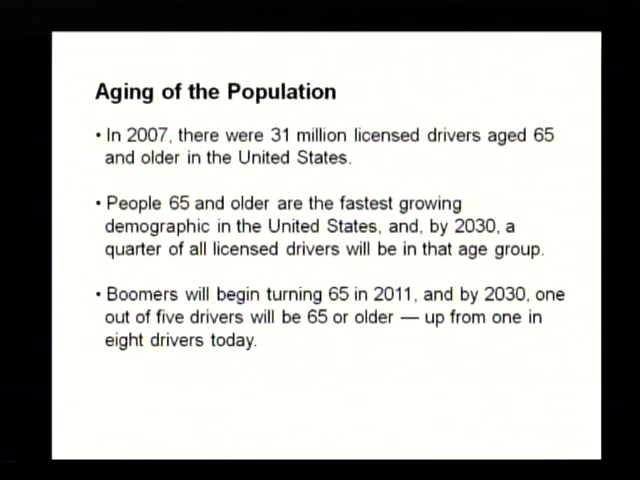 Aging of the Population
• In 2007, there were 31 million licensed drivers aged 65
and older in the United States.
• People 65 and older are the fastest growing
demographic in the United States, and, by 2030, a
quarter of all licensed drivers will be in that age group.
• Boomers will begin turning 65 in 2011, and by 2030, one
out of five drivers will be 65 or older — up from one in
eight drivers today.